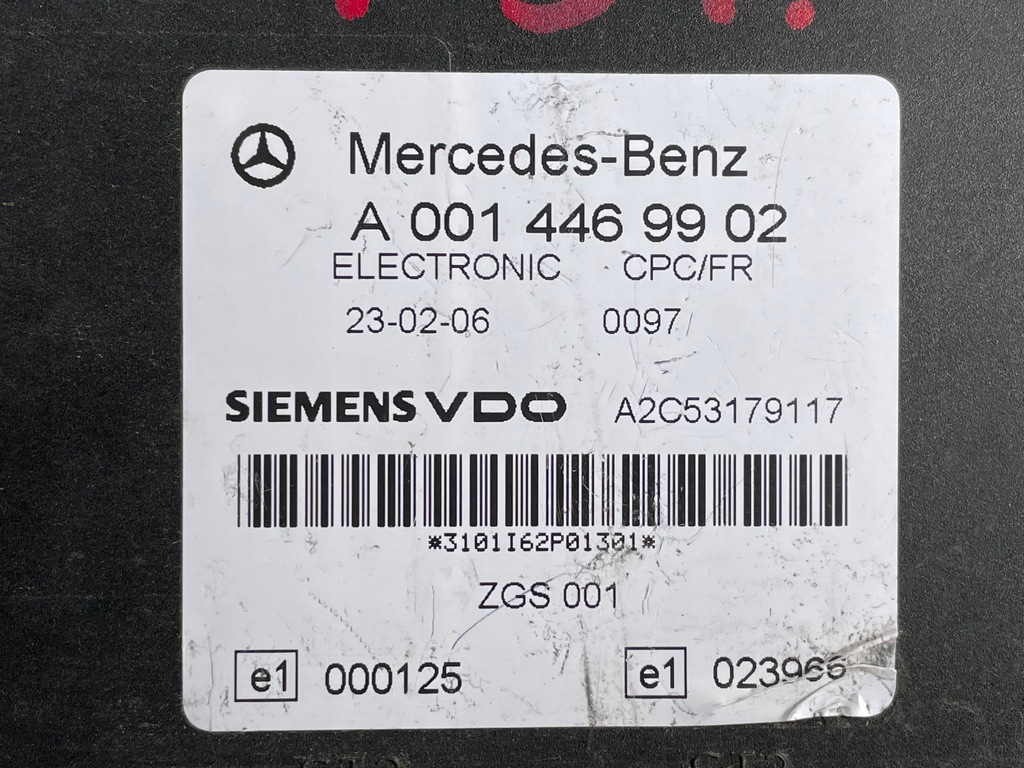 Mercedes-Benz
A 001 446 99 02
ELECTRONIC CPC/FR
23-02-06 0097
SIEMENS VDO A2C53179117
*3101I62P01301*
ZGS 001
e1 000125 e1 023966